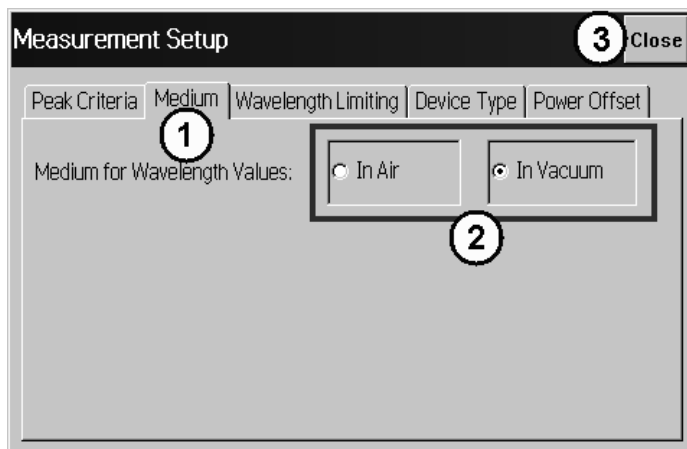 Measurement Setup 3 Close
Peak Criteria Medium Wavelength Limiting Device Type Power Offset
1
Medium for Wavelength Values: In Air In Vacuum
2